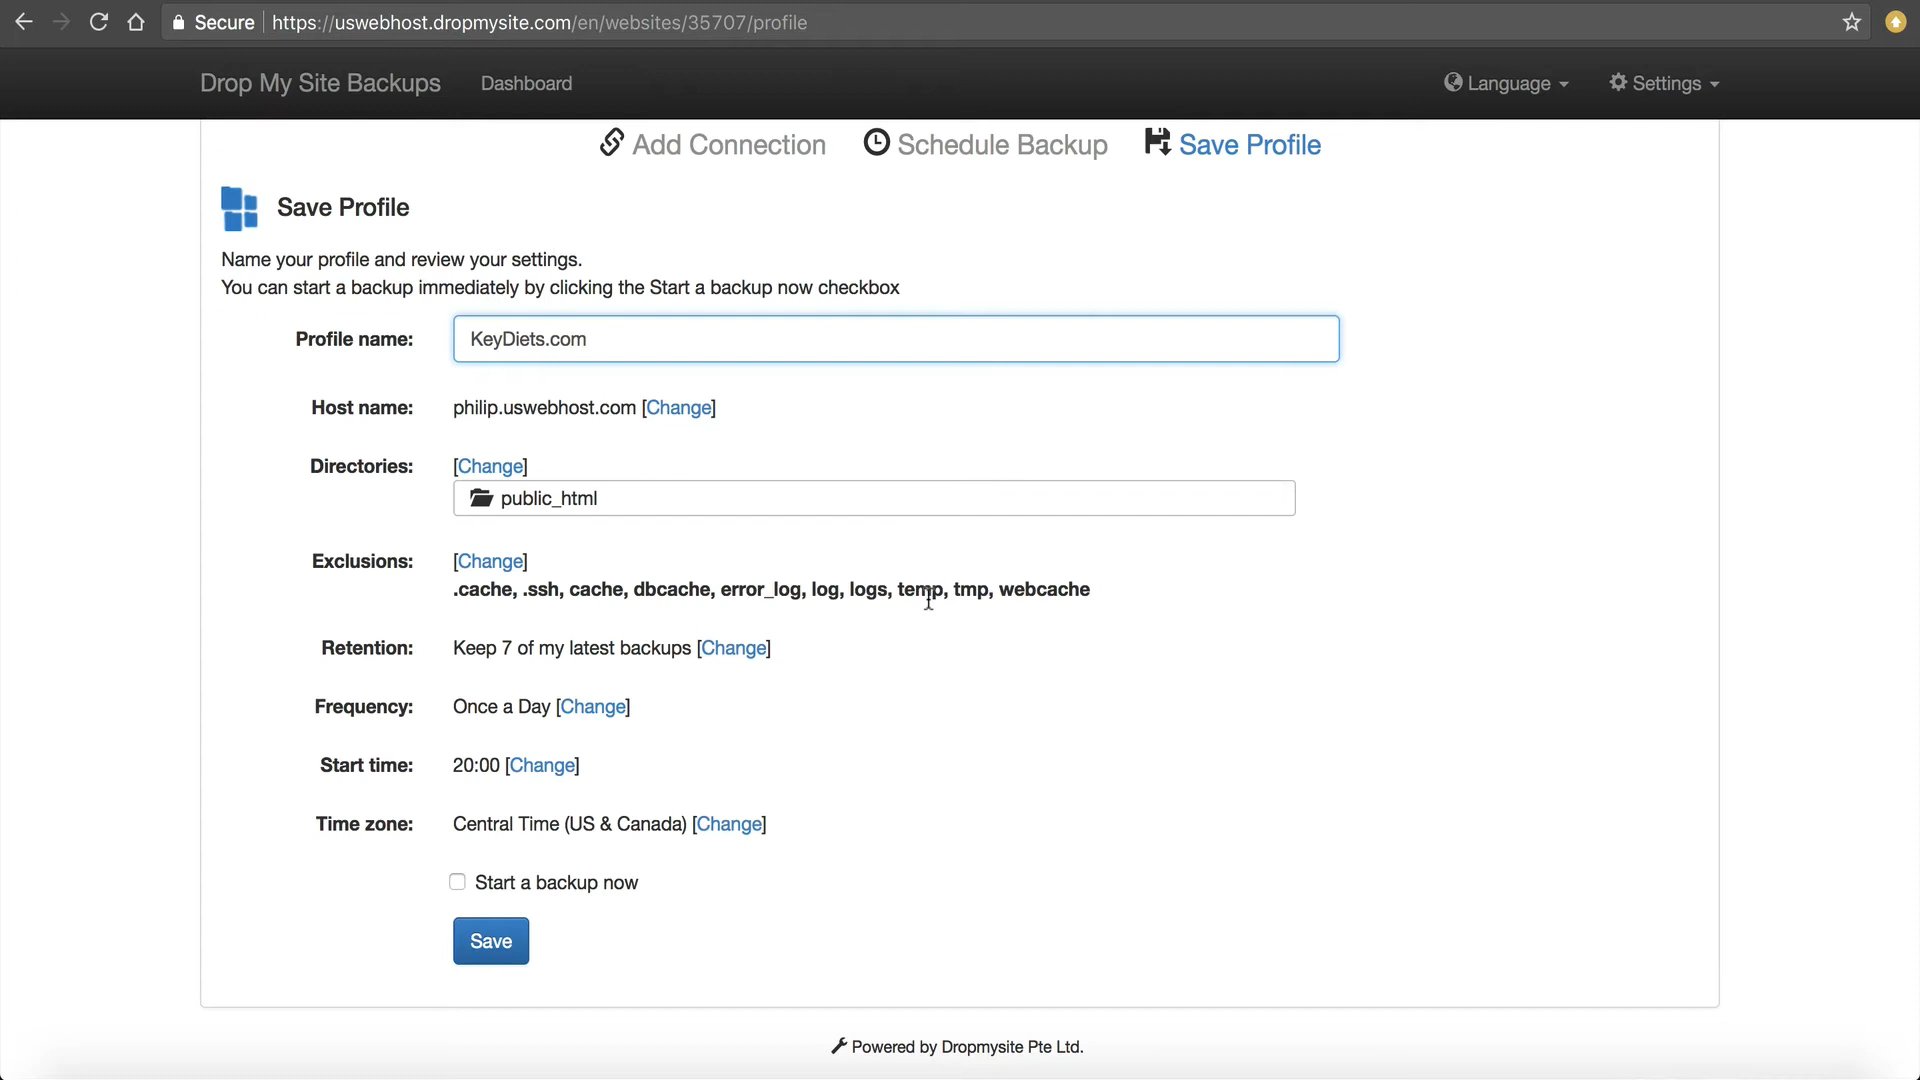 Secure https://uswebhost.dropmysite.com/en/websites/35707/profile
Drop My Site Backups Dashboard Language Settings
Add Connection Schedule Backup Save Profile
Save Profile
Name your profile and review your settings.
You can start a backup immediately by clicking the Start a backup now checkbox
Profile name: KeyDiets.com
Host name: philip.uswebhost.com [Change]
Directories: [Change]
public_html
Exclusions: [Change]
.cache, .ssh, cache, dbcache, error_log, log, logs, temp, tmp, webcache
Retention: Keep 7 of my latest backups [Change]
Frequency: Once a Day [Change]
Start time: 20:00 [Change]
Time zone: Central Time (US & Canada) [Change]
Start a backup now
Save
Powered by Dropmysite Pte Ltd.